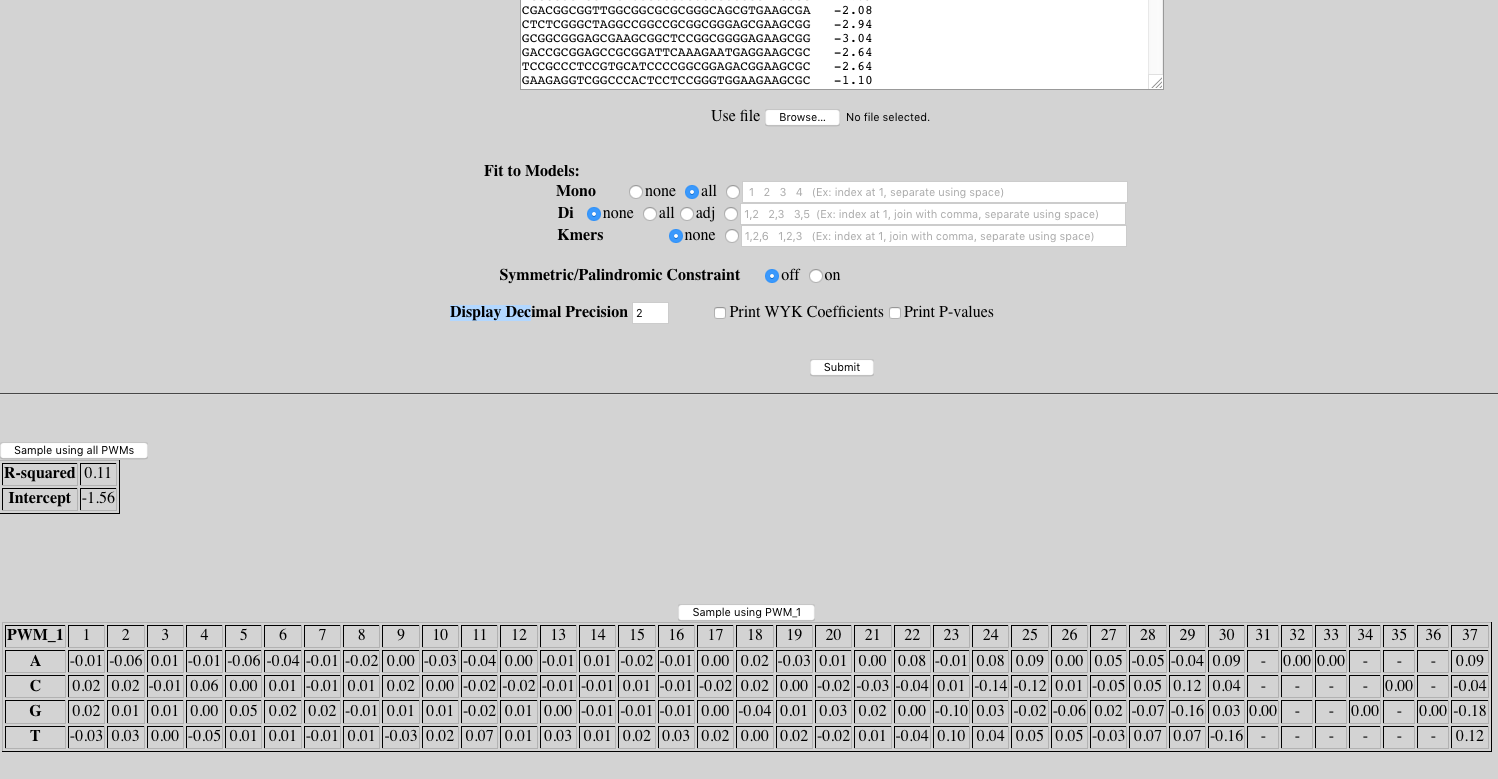 CGACGGCGGTTGGCGGCGCGCGGGCAGCGTGAAGCGA -2.08
CTCTCGGGCTAGGCCGGCCGCGGCGGGAGCGAAGCGG -2.94
GCGGCGGGAGCGAAGCGGCTCCGGCGGGGAGAAGCGG -3.04
GACCGCGGAGCCGCGGATTCAAAGAATGAGGAAGCGC -2.64
TCCGCCCTCCGTGCATCCCCGGCGGAGACGGAAGCGC -2.64
GAAGAGGTCGGCCCACTCCTCCGGGTGGAAGAAGCGC -1.10
Use file Browse... No file selected.
Fit to Models:
Mono none all 1 2 3 4 (Ex: index at 1, separate using space)
Di none all adj 1,2 2,3 3,5 (Ex: index at 1, join with comma, separate using space)
Kmers none 1,2,6 1,2,3 (Ex: index at 1, join with comma, separate using space)
Symmetric/Palindromic Constraint off on
Display Decimal Precision 2 Print WYK Coefficients Print P-values
Submit
Sample using all PWMs
R-squared 0.11
Intercept -1.56
Sample using PWM_1
PWM_1 1 2 3 4 5 6 7 8 9 10 11 12 13 14 15 16 17 18 19 20 21 22 23 24 25 26 27 28 29 30 31 32 33 34 35 36 37
A -0.01 -0.06 0.01 -0.01 -0.06 -0.04 -0.01 -0.02 0.00 -0.03 -0.04 0.00 -0.01 0.01 -0.02 -0.01 0.00 0.02 -0.03 0.01 0.00 0.08 -0.01 0.08 0.09 0.00 0.05 -0.05 -0.04 0.09 - 0.00 0.00 - - - 0.09
C 0.02 0.02 -0.01 0.06 0.00 0.01 -0.01 0.01 0.02 0.00 -0.02 -0.02 -0.01 -0.01 0.01 -0.01 -0.02 0.02 0.00 -0.02 -0.03 -0.04 0.01 -0.14 -0.12 0.01 -0.05 0.05 0.12 0.04 - - - - 0.00 - -0.04
G 0.02 0.01 0.01 0.00 0.05 0.02 0.02 -0.01 0.01 0.01 -0.02 0.01 0.00 -0.01 -0.01 -0.01 0.00 -0.04 0.01 0.03 0.02 0.00 -0.10 0.03 -0.02 -0.06 0.02 -0.07 -0.16 0.03 0.00 - - 0.00 - 0.00 -0.18
T -0.03 0.03 0.00 -0.05 0.01 0.01 -0.01 0.01 -0.03 0.02 0.07 0.01 0.03 0.01 0.02 0.03 0.02 0.00 0.02 -0.02 0.01 -0.04 0.10 0.04 0.05 0.05 -0.03 0.07 0.07 -0.16 - - - - - - 0.12